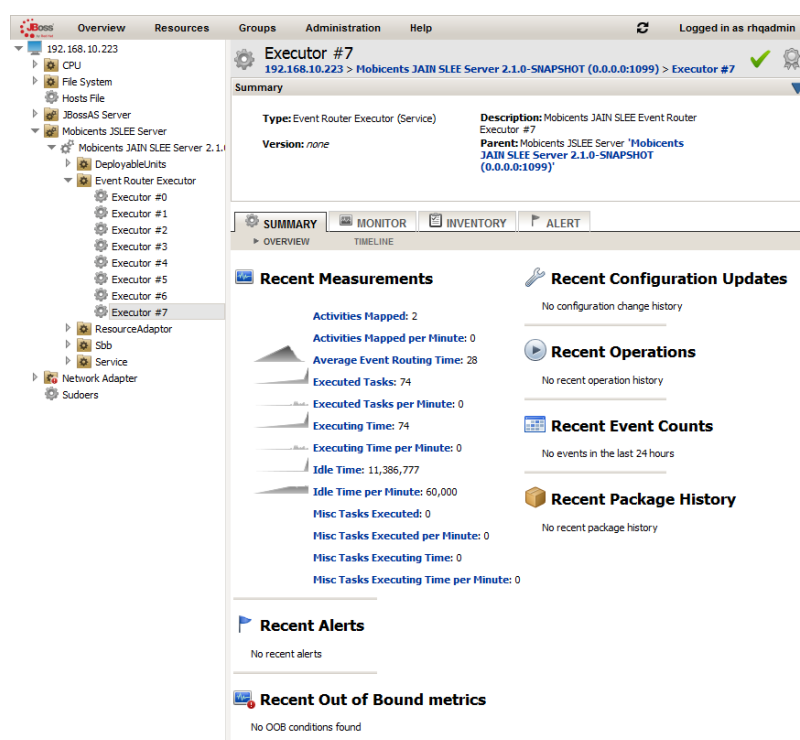 JBoss Overview Resources Groups Administration Help Logged in as rhqadmin
192.168.10.223
CPU
File System
Hosts File
JBossAS Server
Mobicents JSLEE Server
Mobicents JAIN SLEE Server 2.1.
DeployableUnits
Event Router Executor
Executor #0
Executor #1
Executor #2
Executor #3
Executor #4
Executor #5
Executor #6
Executor #7
ResourceAdaptor
Sbb
Service
Network Adapter
Sudoers
Executor #7
192.168.10.223 > Mobicents JAIN SLEE Server 2.1.0-SNAPSHOT (0.0.0.0:1099) > Executor #7
Summary
Type: Event Router Executor (Service)
Version: none
Description: Mobicents JAIN SLEE Event Router
Executor #7
Parent: Mobicents JSLEE Server 'Mobicents
JAIN SLEE Server 2.1.0-SNAPSHOT
(0.0.0.0:1099)'
SUMMARY MONITOR INVENTORY ALERT
OVERVIEW TIMELINE
Recent Measurements
Activities Mapped: 2
Activities Mapped per Minute: 0
Average Event Routing Time: 28
Executed Tasks: 74
Executed Tasks per Minute: 0
Executing Time: 74
Executing Time per Minute: 0
Idle Time: 11,386,777
Idle Time per Minute: 60,000
Misc Tasks Executed: 0
Misc Tasks Executed per Minute: 0
Misc Tasks Executing Time: 0
Misc Tasks Executing Time per Minute: 0
Recent Alerts
No recent alerts
Recent Out of Bound metrics
No OOB conditions found
Recent Configuration Updates
No configuration change history
Recent Operations
No recent operation history
Recent Event Counts
No events in the last 24 hours
Recent Package History
No recent package history